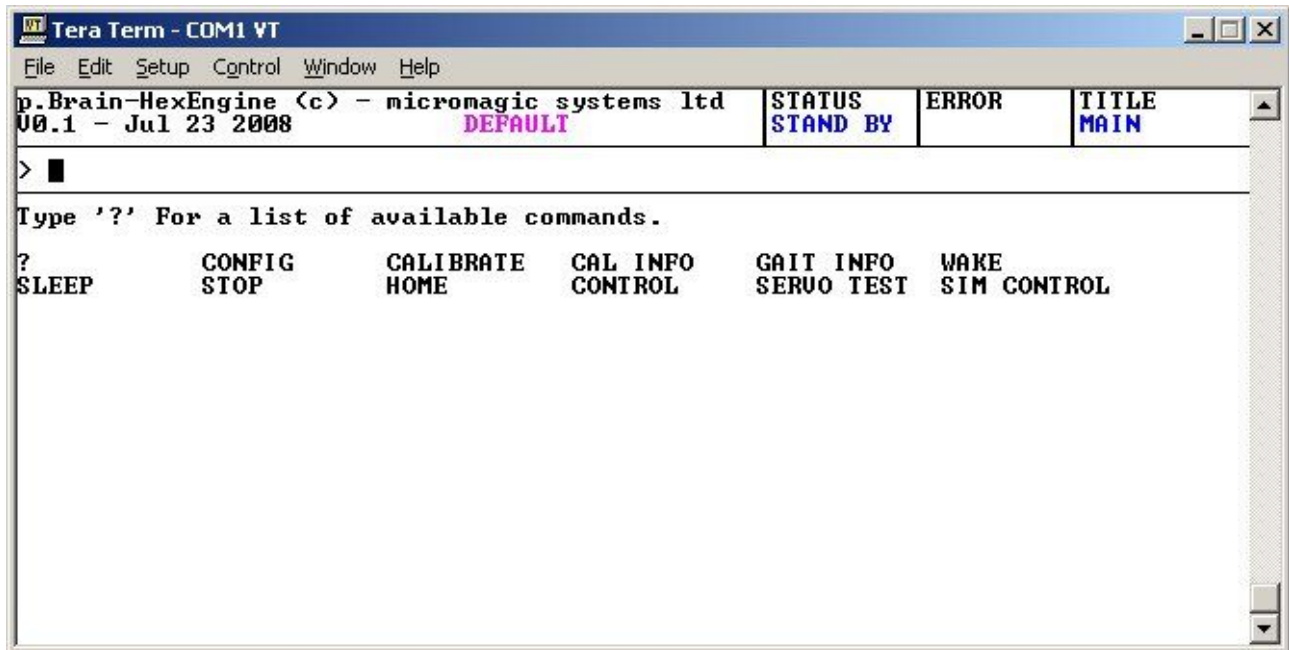 Tera Term - COM1 VT
File Edit Setup Control Window Help
p.Brain-HexEngine (c) - micromagic systems ltd STATUS ERROR TITLE
V0.1 - Jul 23 2008 DEFAULT STAND BY MAIN
>
Type '?' For a list of available commands.
? CONFIG CALIBRATE CAL INFO GAIT INFO WAKE
SLEEP STOP HOME CONTROL SERVO TEST SIM CONTROL